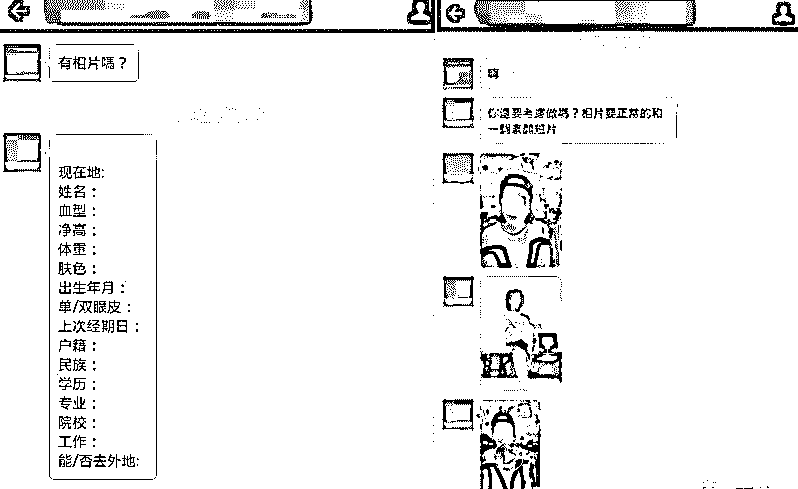 有相片嗎？
现在地:
姓名：
血型：
净高：
体重：
肤色：
出生年月：
单/双眼皮：
上次经期日：
户籍：
民族：
学历：
专业：
院校：
工作：
能/否去外地:
你還要考慮做嗎？相片要正常的和
一個素顏短片